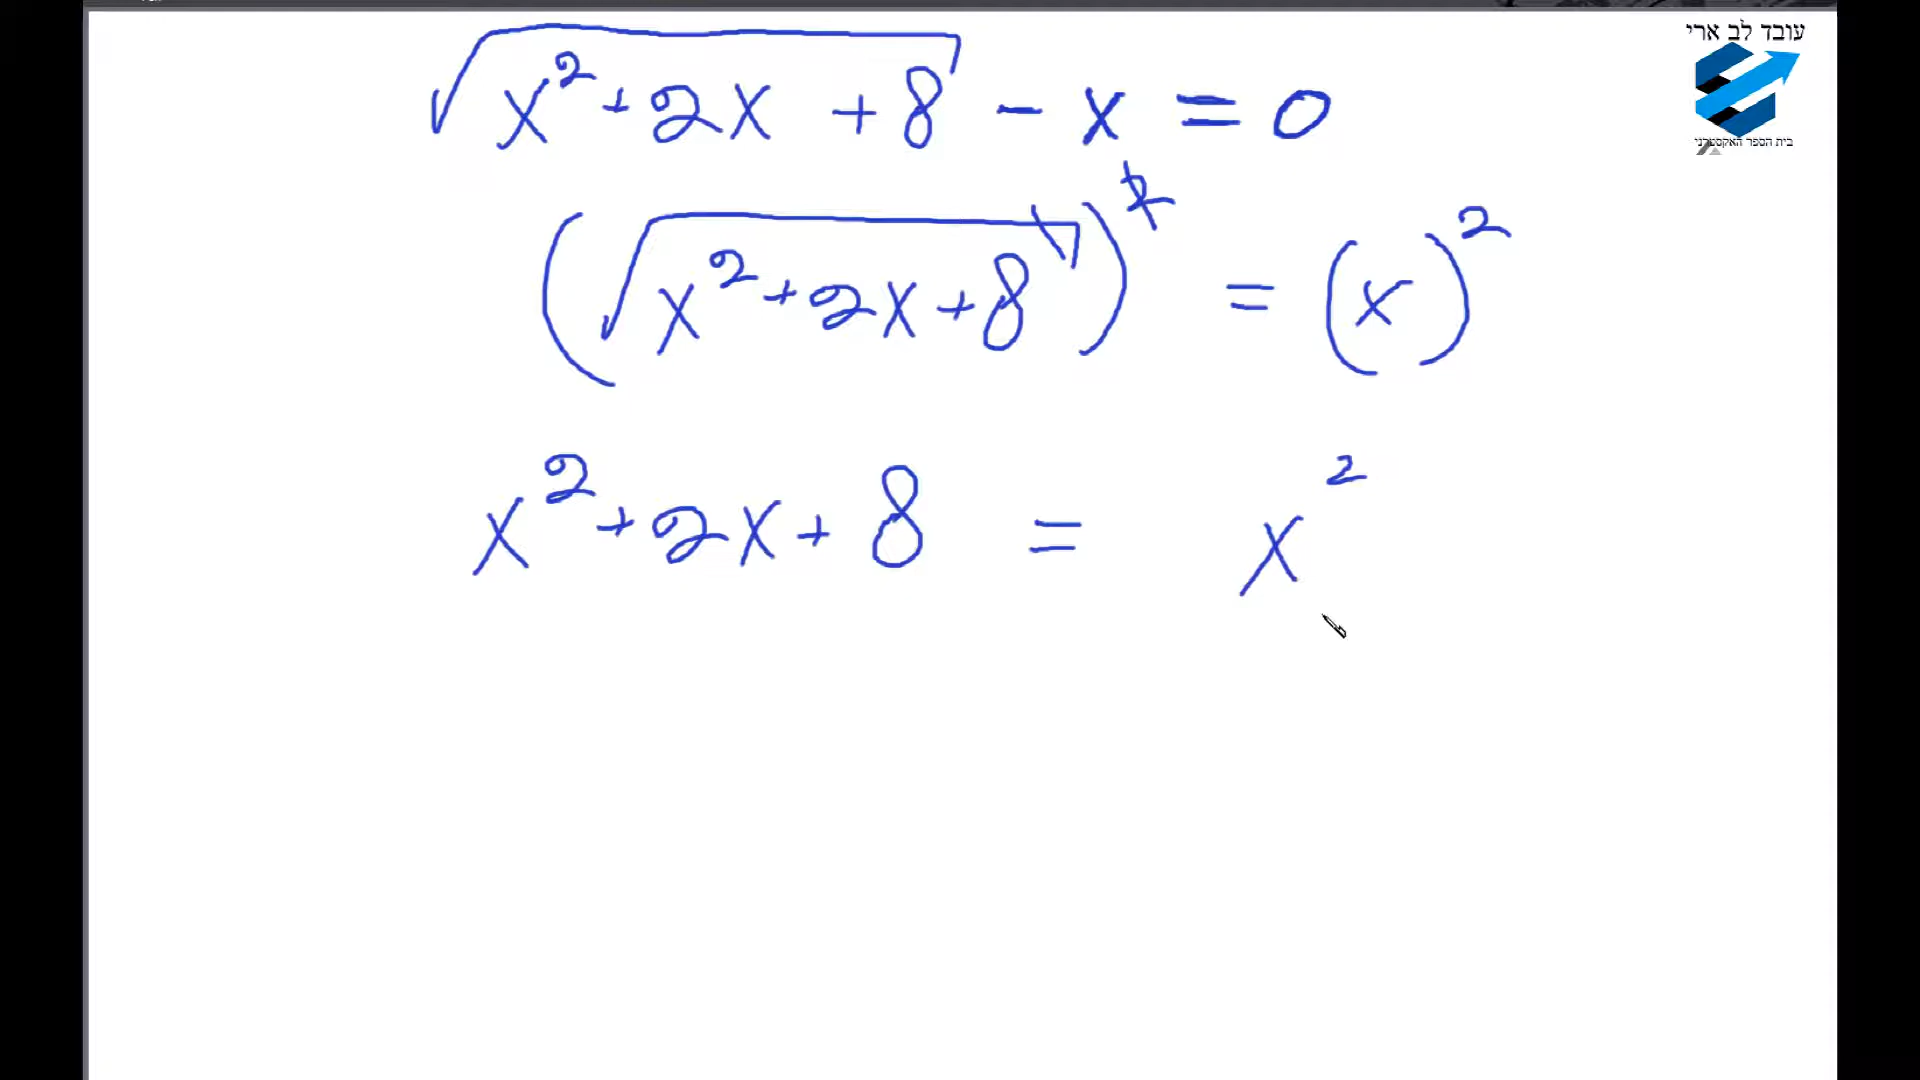 עובד לב ארי
בית הספר האקסטרני
√(x²+2x+8) - x = 0
(√(x²+2x+8))² = (x)²
x²+2x+8 = x²